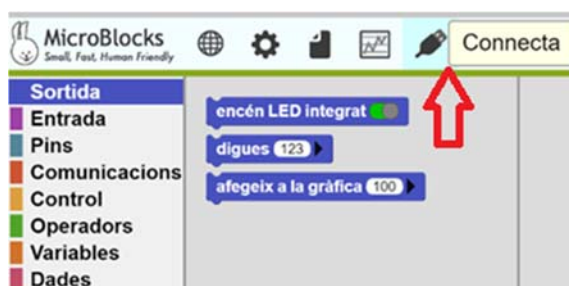 MicroBlocks
Small, Fast, Human Friendly
Connecta
Sortida
Entrada
Pins
Comunicacions
Control
Operadors
Variables
Dades
encén LED integrat
digues 123
afegeix a la gràfica 100